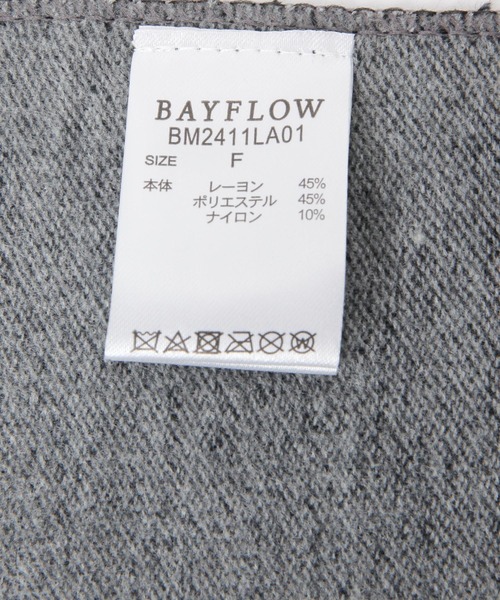 BAYFLOW
BM2411LA01
SIZE F
本体 レーヨン 45%
ポリエステル 45%
ナイロン 10%